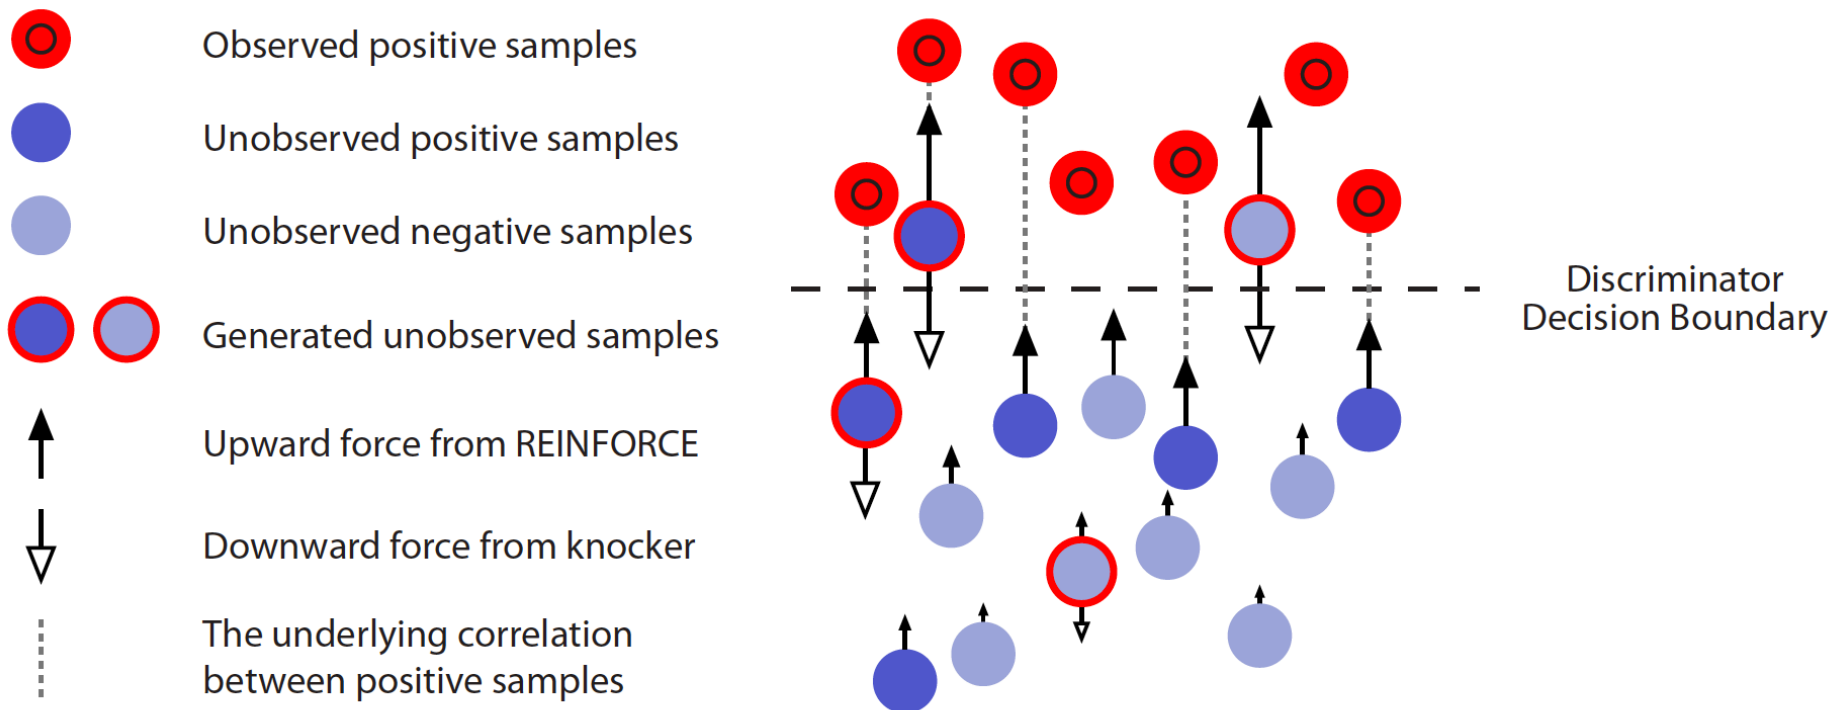 Observed positive samples
Unobserved positive samples
Unobserved negative samples
Generated unobserved samples
Upward force from REINFORCE
Downward force from knocker
The underlying correlation
between positive samples
Discriminator
Decision Boundary